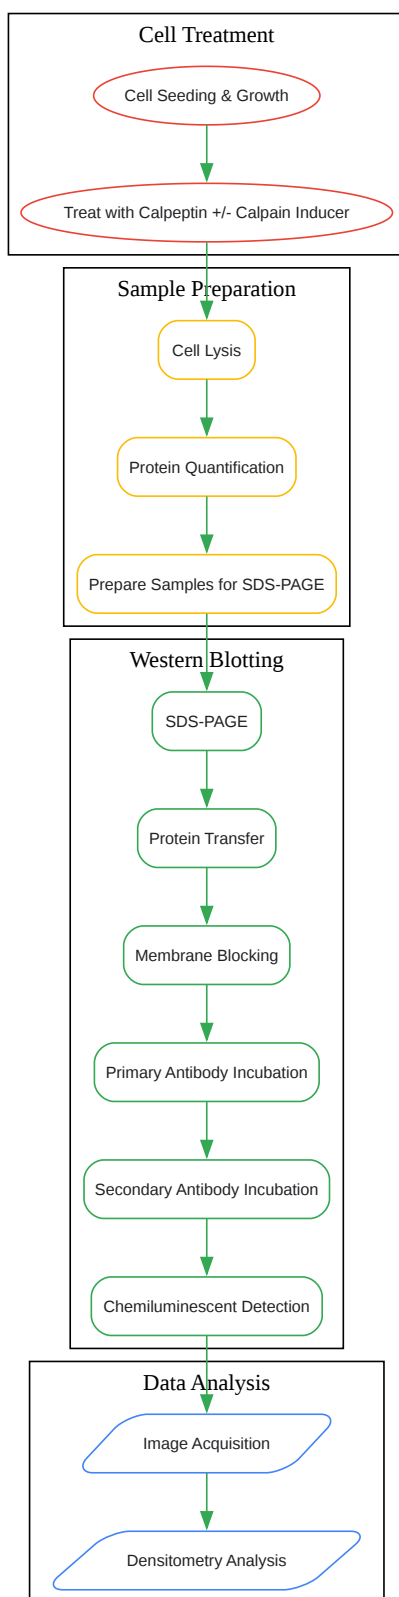 Cell Treatment
Cell Seeding & Growth
Treat with Calpeptin +/- Calpain Inducer
Sample Preparation
Cell Lysis
Protein Quantification
Prepare Samples for SDS-PAGE
Western Blotting
SDS-PAGE
Protein Transfer
Membrane Blocking
Primary Antibody Incubation
Secondary Antibody Incubation
Chemiluminescent Detection
Data Analysis
Image Acquisition
Densitometry Analysis